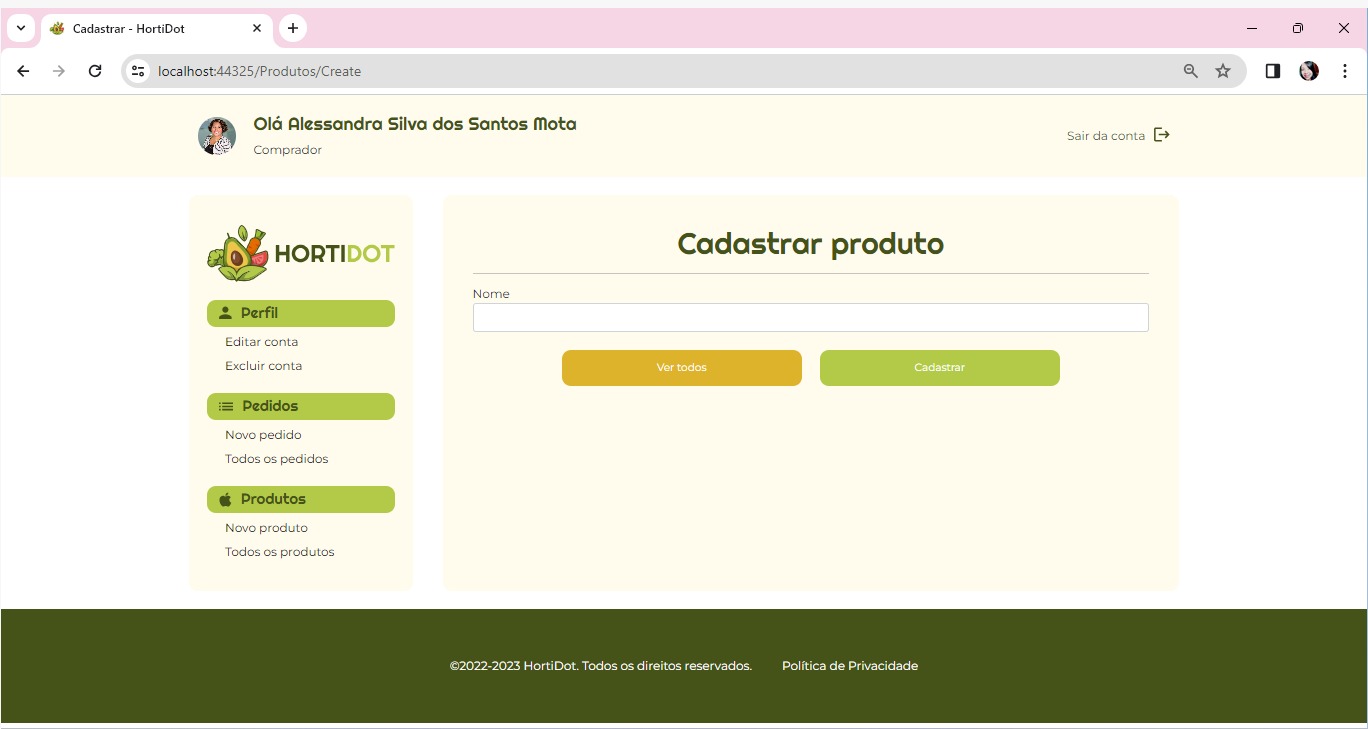 Cadastrar - HortiDot
localhost:44325/Produtos/Create
Olá Alessandra Silva dos Santos Mota
Comprador
Sair da conta
HORTIDOT
Perfil
Editar conta
Excluir conta
Pedidos
Novo pedido
Todos os pedidos
Produtos
Novo produto
Todos os produtos
Cadastrar produto
Nome
Ver todos
Cadastrar
©2022-2023 HortiDot. Todos os direitos reservados.
Política de Privacidade